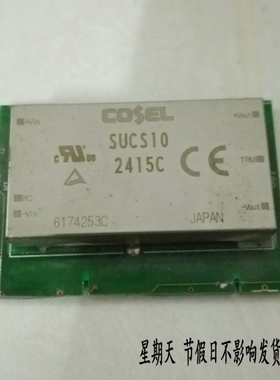 COSEL
+Vin
+Vout
SUCS10
2415C
TRM
RC
-Vin
-Vout
6174253C
JAPAN
星期天 节假日不影响发货